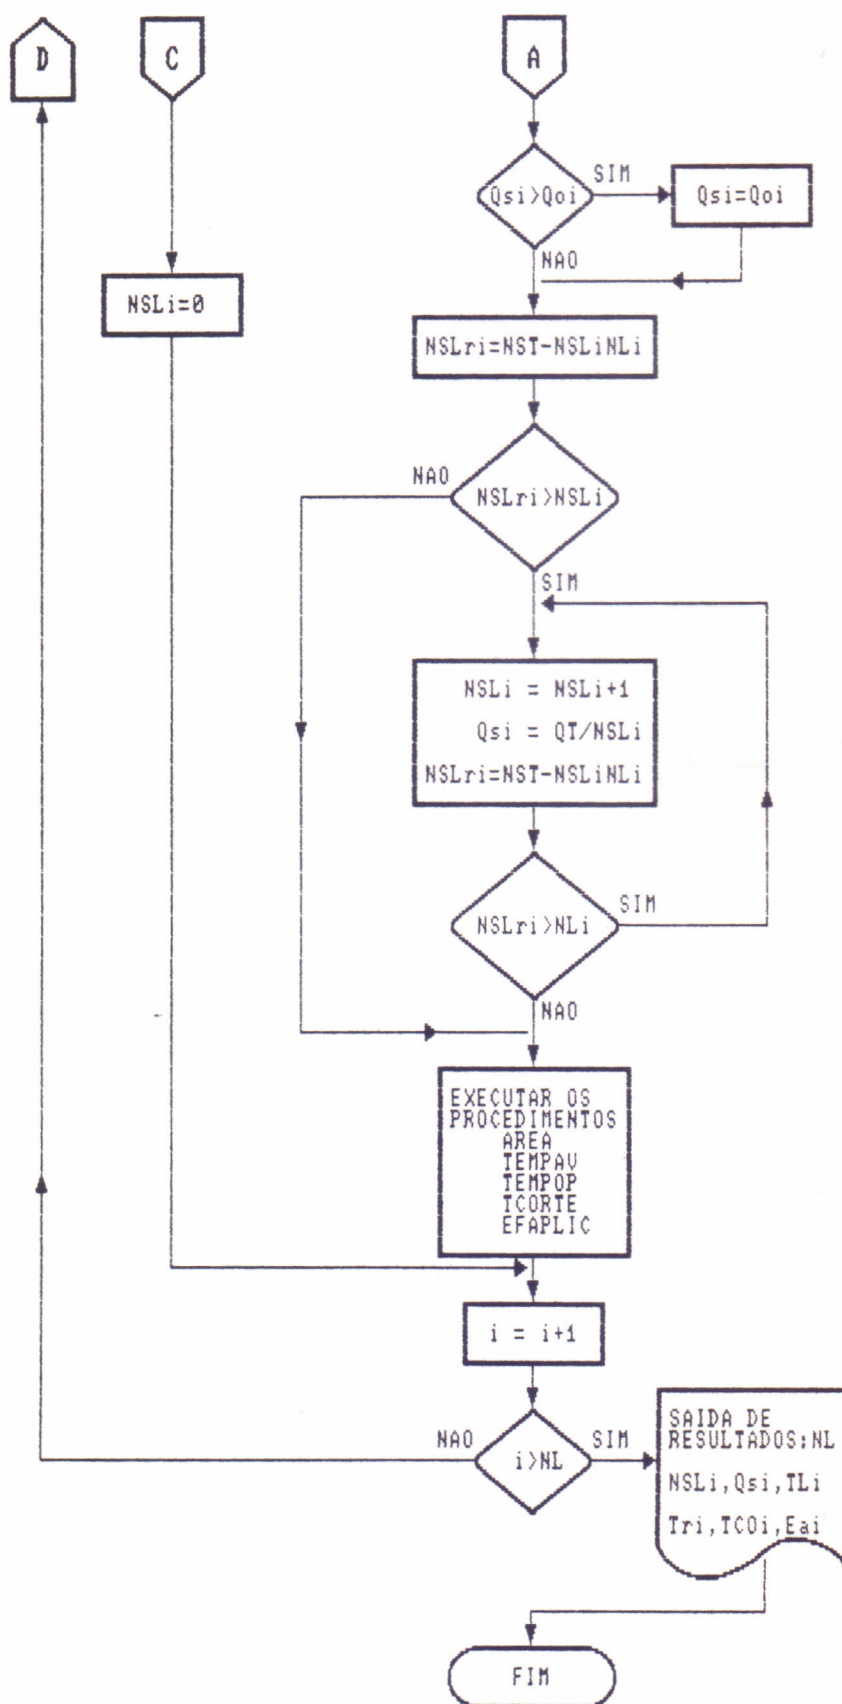 D
C
A
Qsi>Qoi
SIM
Qsi=Qoi
NAO
NSLi=0
NSLri=NST-NSLiNLi
NAO
NSLri>NSLi
SIM
NSLi = NSLi+1
Qsi = QT/NSLi
NSLri=NST-NSLiNLi
NSLri>NLi
SIM
NAO
EXECUTAR OS
PROCEDIMENTOS
AREA
TEMPAV
TEMPOP
TCORTE
EFAPLIC
i = i+1
NAO
i>NL
SIM
SAIDA DE
RESULTADOS:NL
NSLi,Qsi,TLi
Tri,TCOi,Eai
FIM